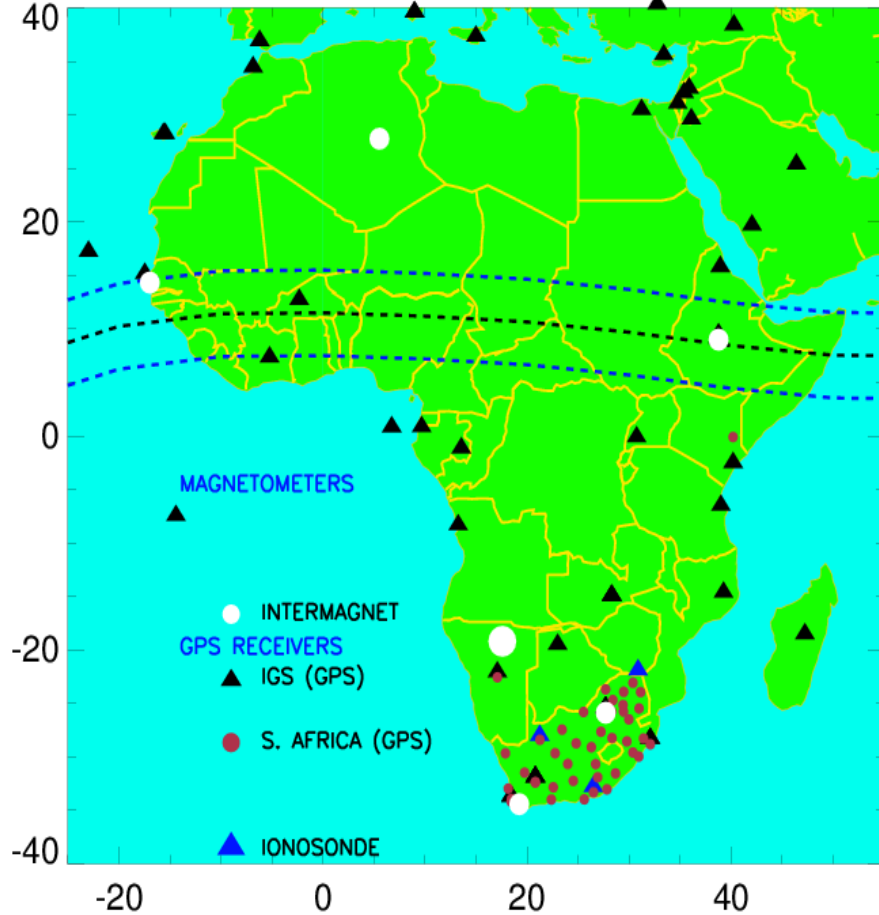 40
20
0
MAGNETOMETERS
INTERMAGNET
-20
GPS RECEIVERS
IGS (GPS)
S. AFRICA (GPS)
IONOSONDE
-40
-20 0 20 40